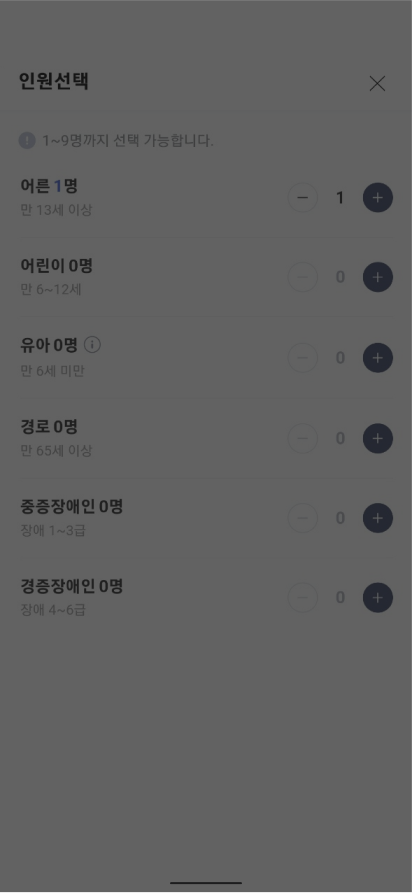 인원선택
1~9명까지 선택 가능합니다.
어른 1명
만 13세 이상
1
어린이 0명
만 6~12세
0
유아 0명
만 6세 미만
0
경로 0명
만 65세 이상
0
중증장애인 0명
장애 1~3급
0
경증장애인 0명
장애 4~6급
0